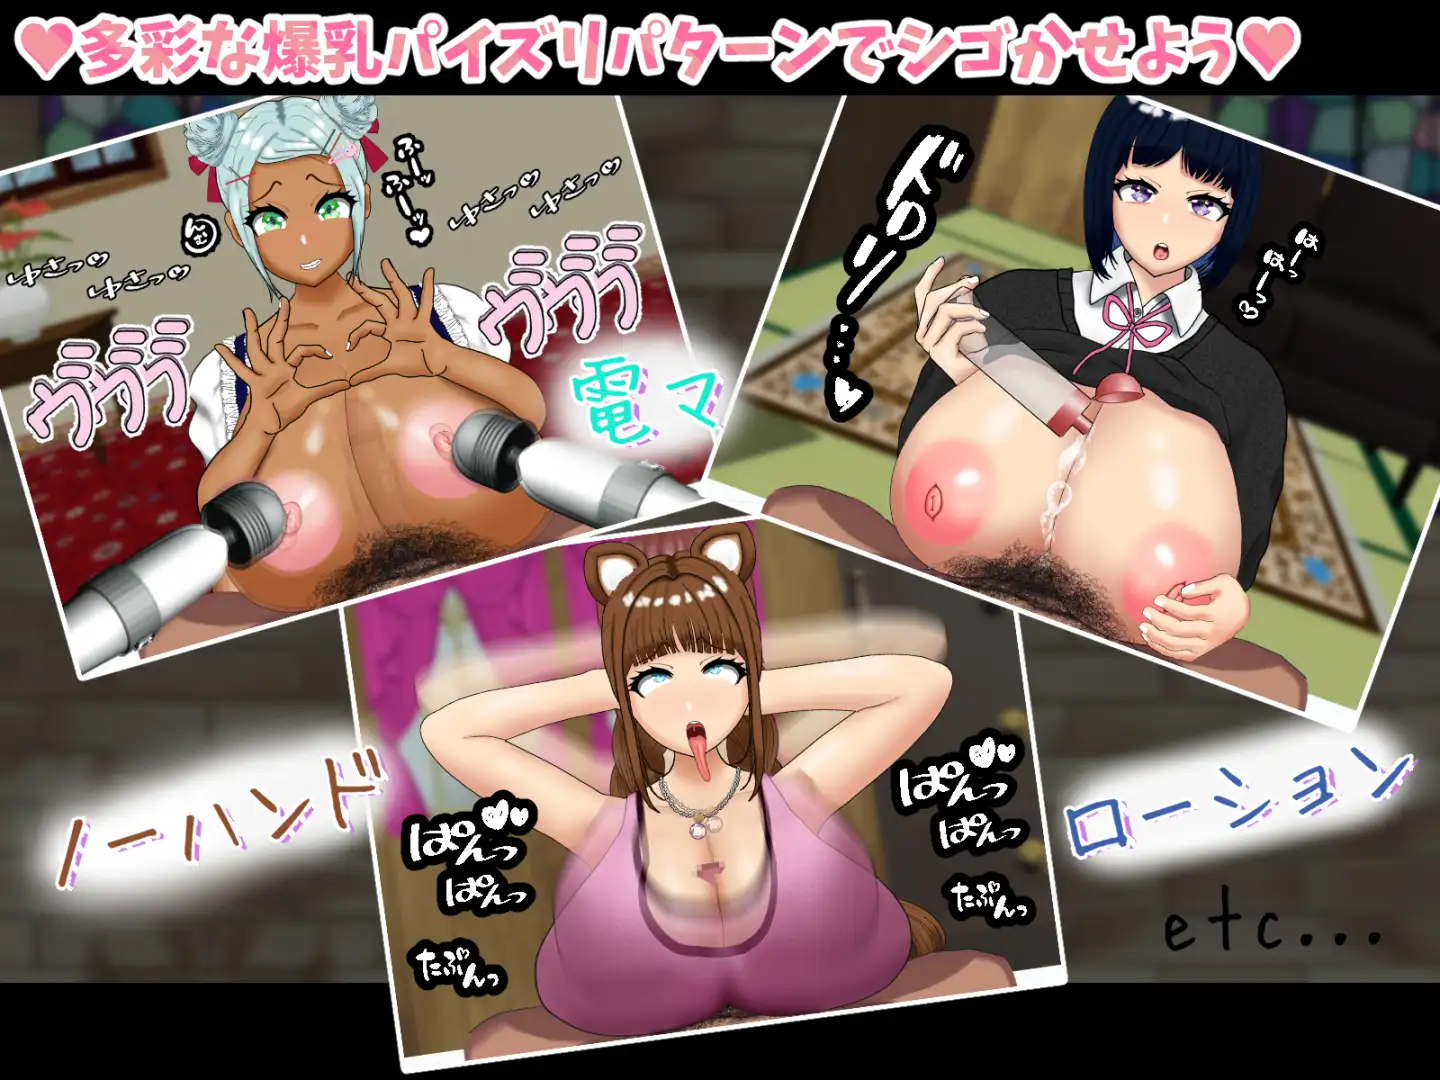 ♥多彩な爆乳パイズリパターンでシゴかせよう♥
んむ
ふーッ
ふーッ♡
ゆさっ♡
ゆさっ♡
ゆさっ♡
ゆさっ♡
ヴヴヴ
ヴヴヴ
電マ
ドロリ…♡
はーっ
はーっ♡
ローション
ノーハンド
ぱんっ♡♡
ぱんっ
たぷんっ
ぱんっ♡♡
ぱんっ
たぷんっ
etc...